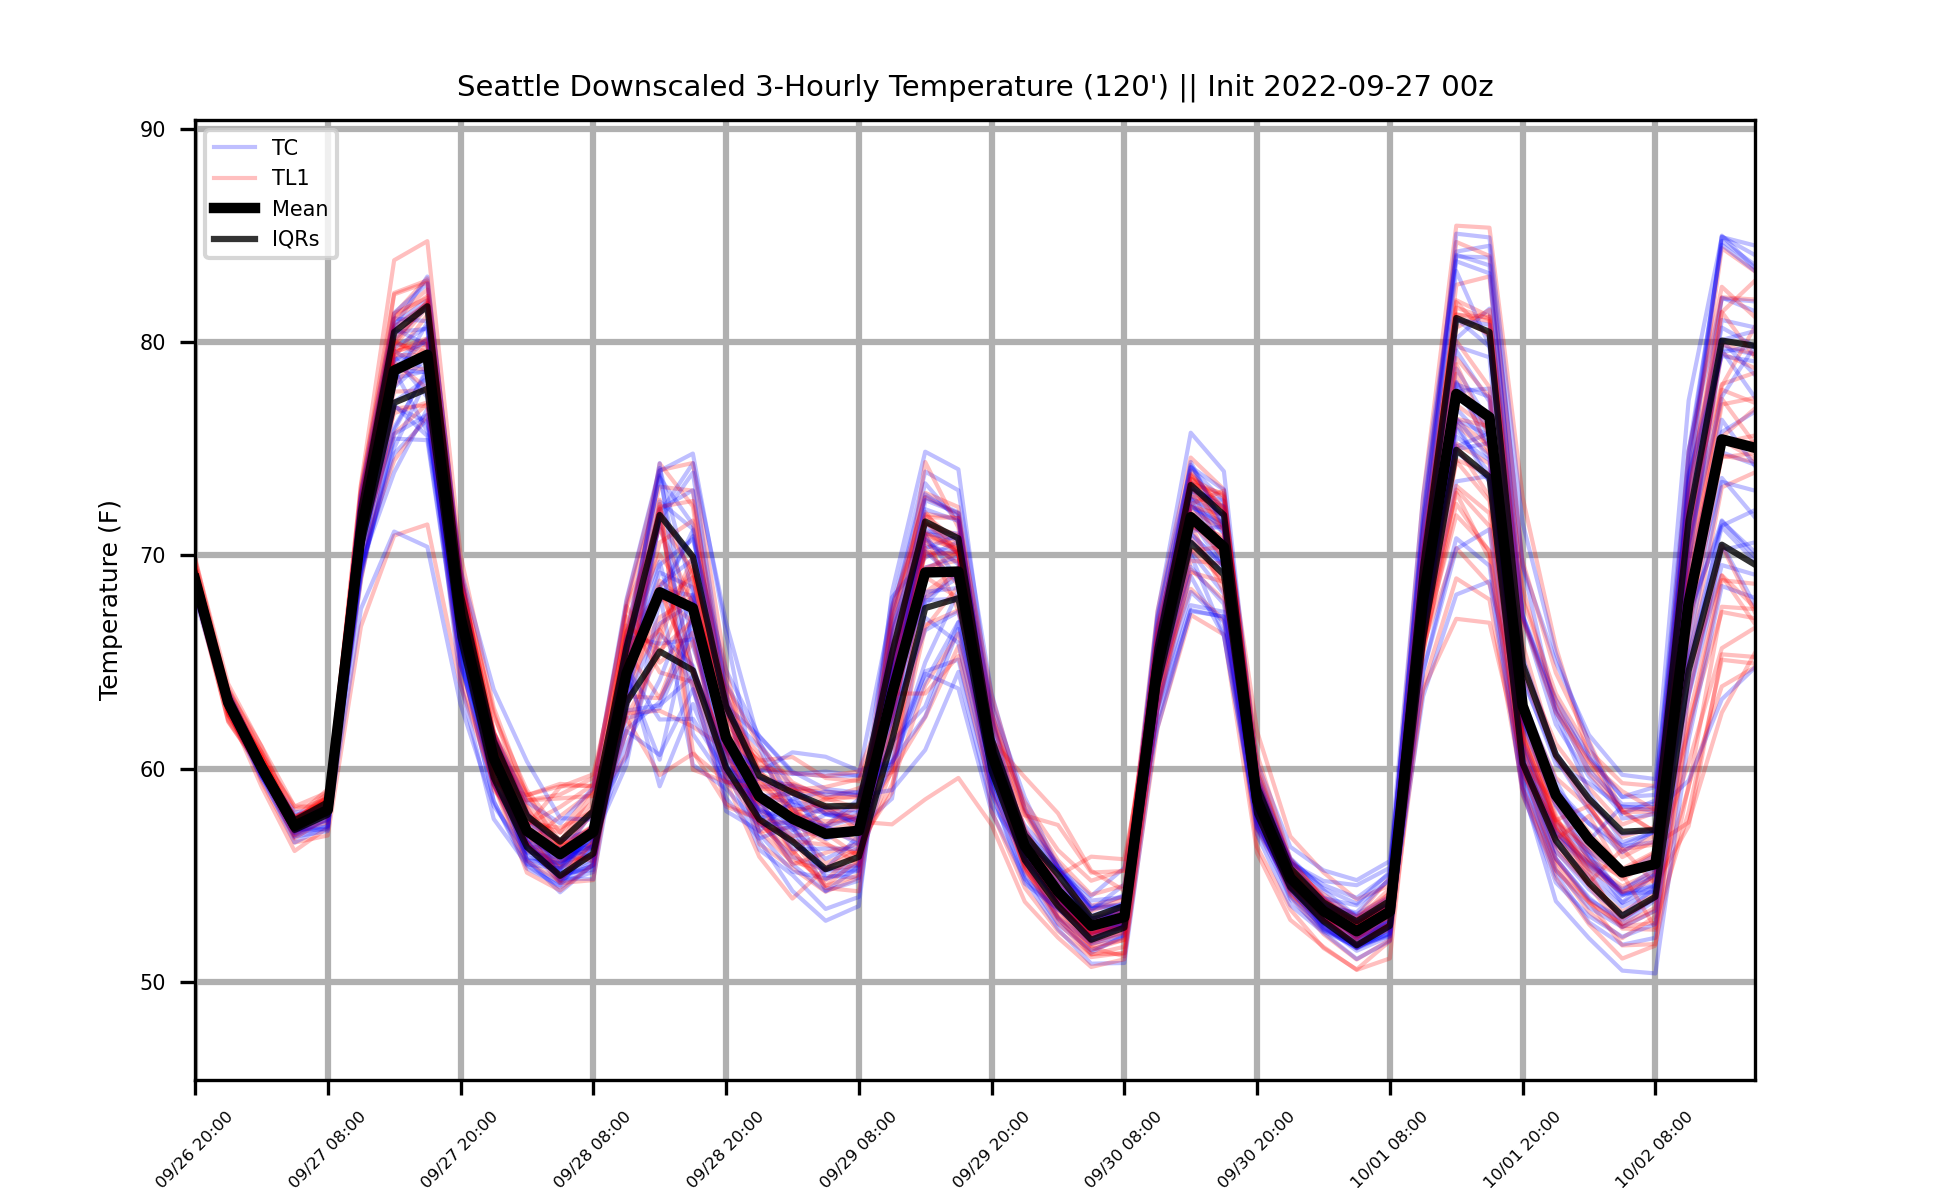 Seattle Downscaled 3-Hourly Temperature (120') || Init 2022-09-27 00z
TC
TL1
Mean
IQRs
Temperature (F)
90
80
70
60
50
09/26 20:00
09/27 08:00
09/27 20:00
09/28 08:00
09/28 20:00
09/29 08:00
09/29 20:00
09/30 08:00
09/30 20:00
10/01 08:00
10/01 20:00
10/02 08:00